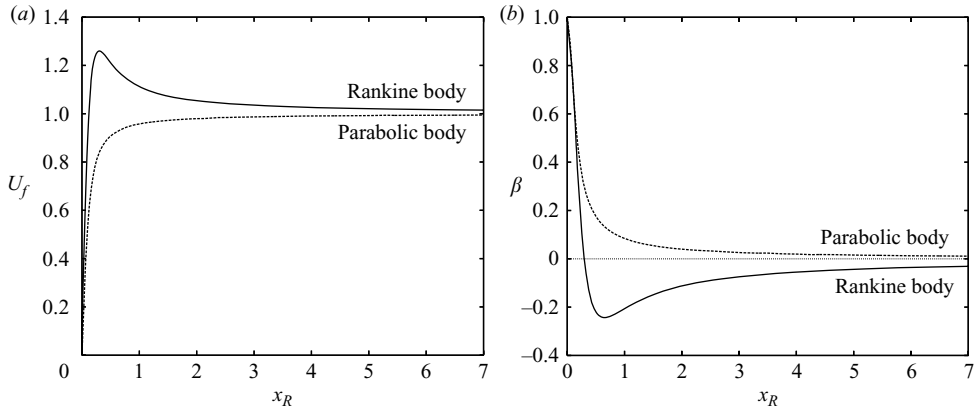 (a)
1.4
1.2
1.0
0.8
0.6
0.4
0.2
0
U_f
Rankine body
Parabolic body
1 2 3 4 5 6 7
x_R
(b)
1.0
0.8
0.6
0.4
0.2
0
–0.2
–0.4
β
Parabolic body
Rankine body
0 1 2 3 4 5 6 7
x_R